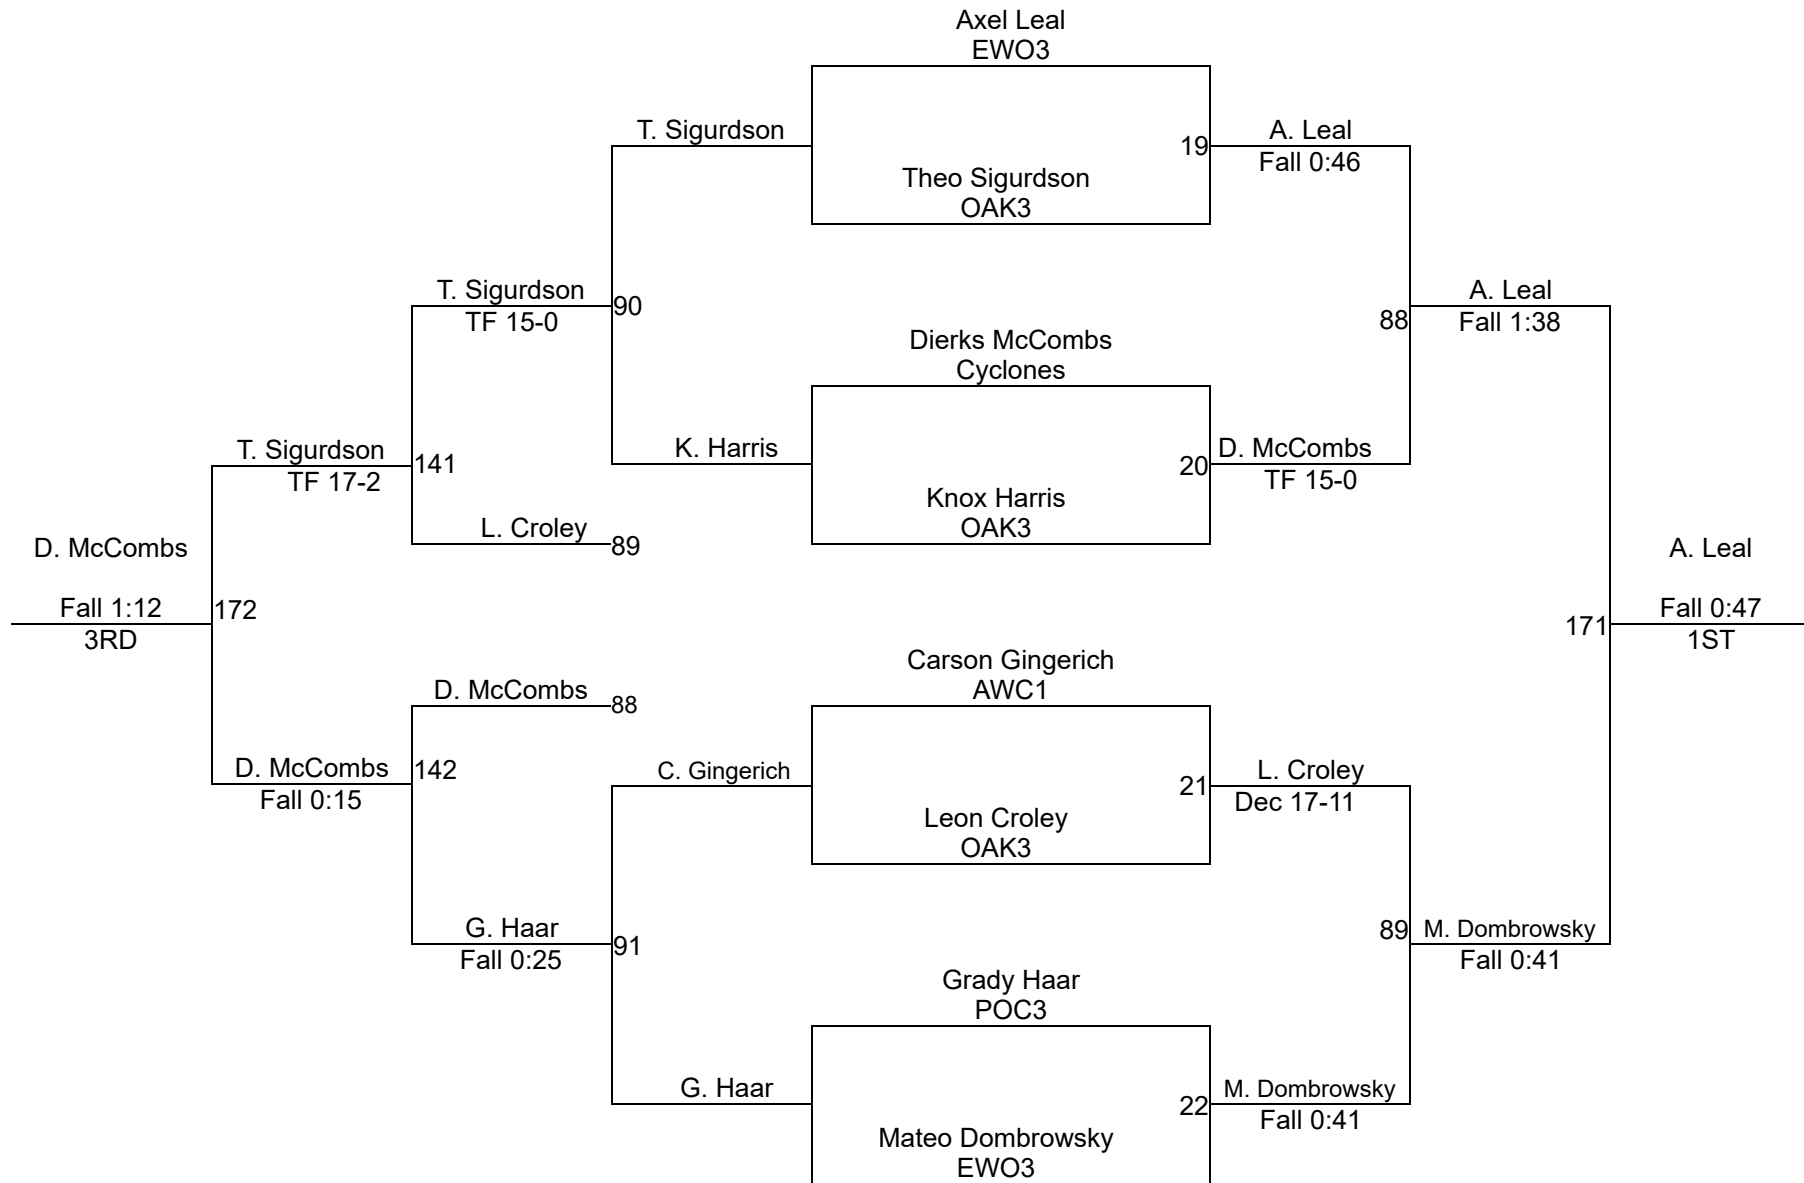 Axel Leal
EWO3
T. Sigurdson
19
A. Leal
Fall 0:46
Theo Sigurdson
OAK3
T. Sigurdson
TF 15-0
90
88
A. Leal
Fall 1:38
Dierks McCombs
Cyclones
T. Sigurdson
TF 17-2
141
K. Harris
20
D. McCombs
TF 15-0
Knox Harris
OAK3
L. Croley
89
D. McCombs
Fall 1:12
3RD
172
171
A. Leal
Fall 0:47
1ST
Carson Gingerich
AWC1
D. McCombs
88
D. McCombs
Fall 0:15
142
C. Gingerich
21
L. Croley
Dec 17-11
Leon Croley
OAK3
G. Haar
Fall 0:25
91
89
M. Dombrowsky
Fall 0:41
Grady Haar
POC3
G. Haar
22
M. Dombrowsky
Fall 0:41
Mateo Dombrowsky
EWO3